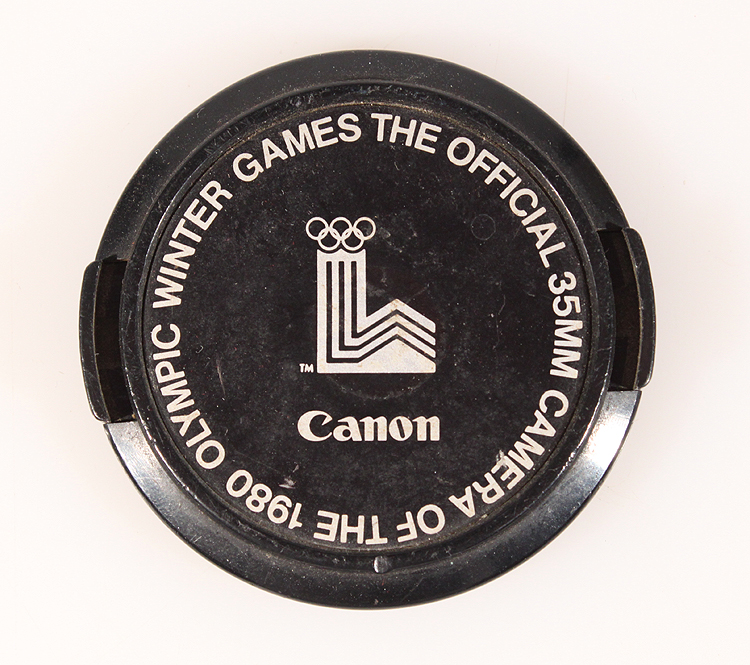 THE OFFICIAL 35MM CAMERA OF THE 1980 OLYMPIC WINTER GAMES
TM
Canon